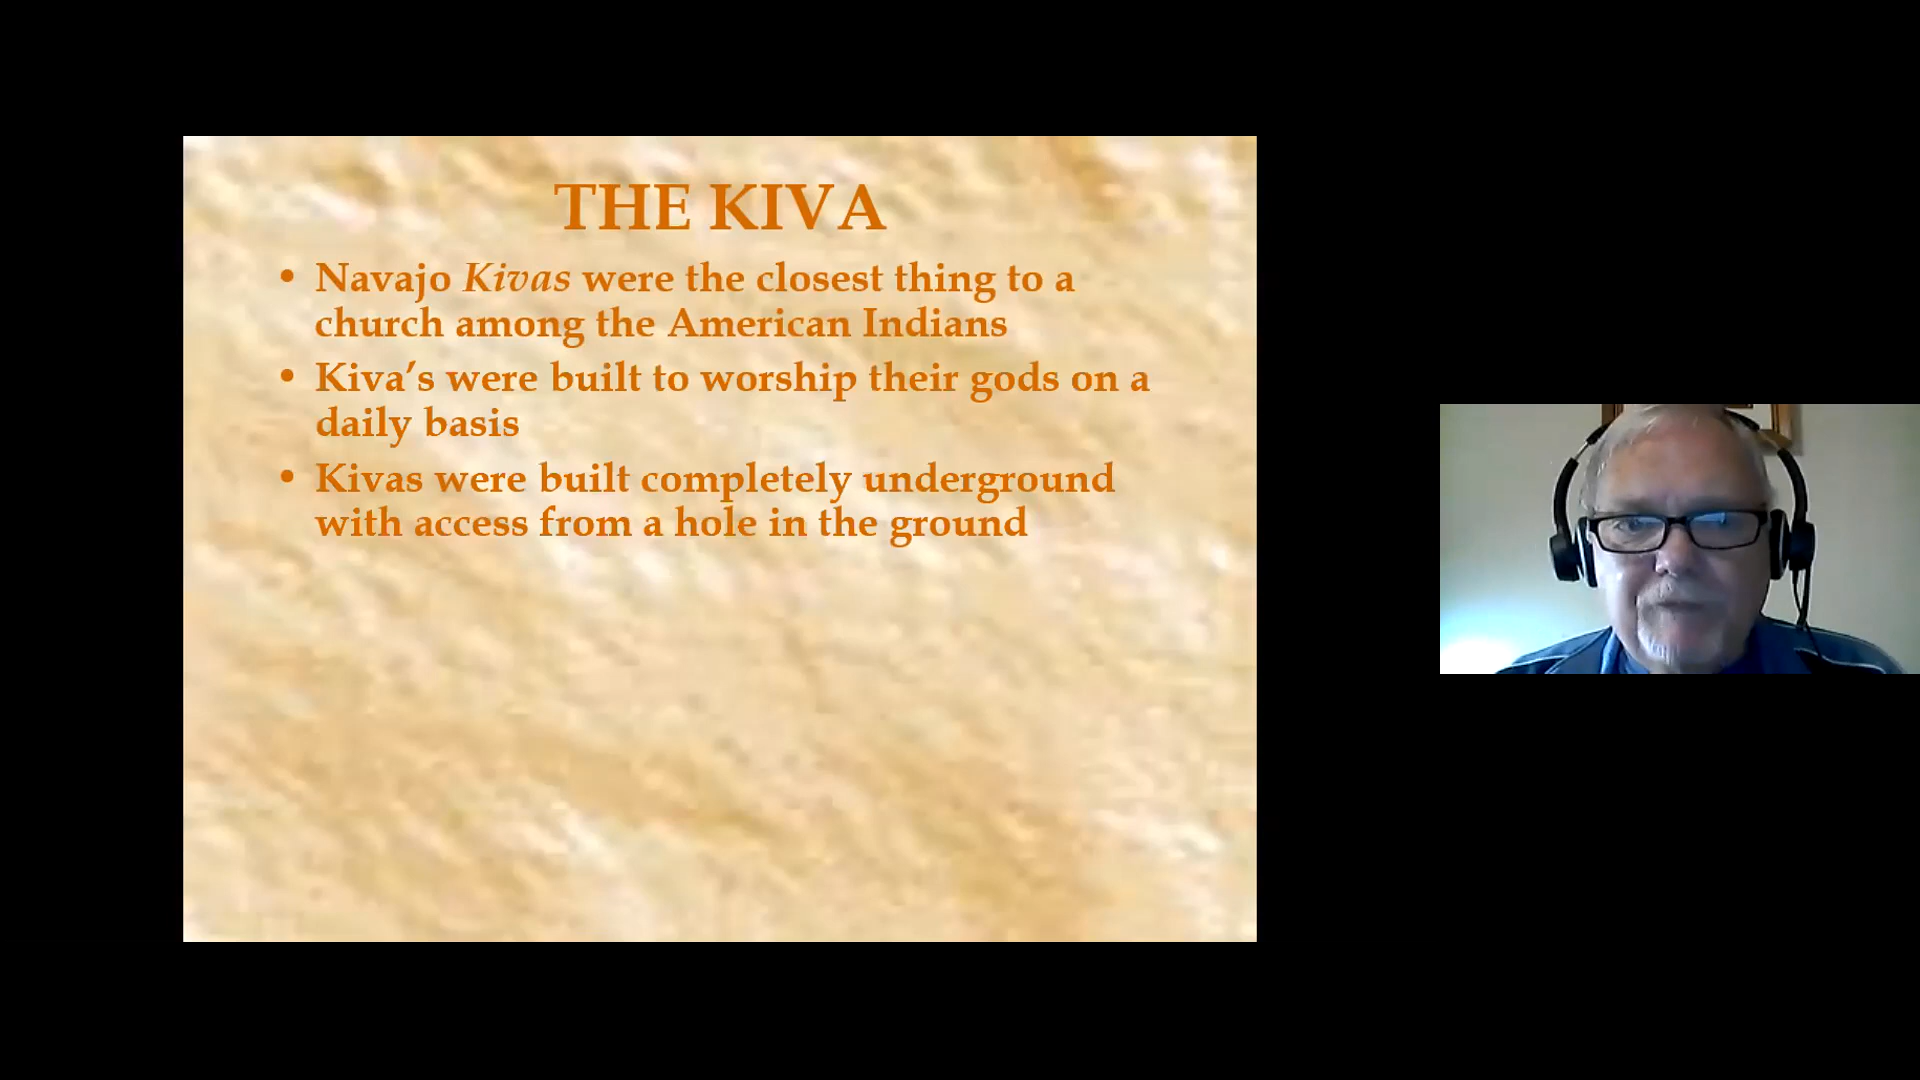 THE KIVA
• Navajo Kivas were the closest thing to a
church among the American Indians
• Kiva’s were built to worship their gods on a
daily basis
• Kivas were built completely underground
with access from a hole in the ground